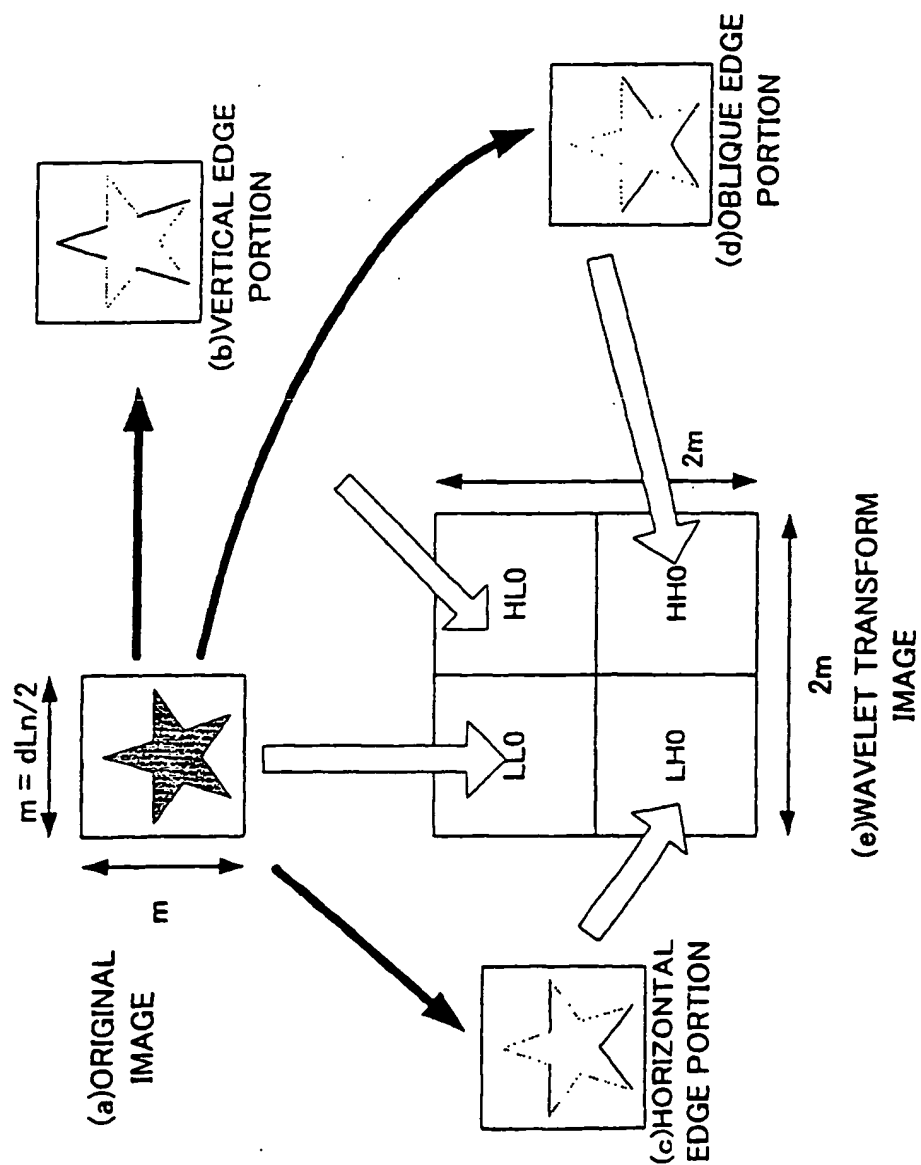 (a)ORIGINAL
IMAGE
m = dLn/2
m
(b)VERTICAL EDGE
PORTION
(c)HORIZONTAL
EDGE PORTION
LL0
HL0
LH0
HH0
2m
2m
(d)OBLIQUE EDGE
PORTION
(e)WAVELET TRANSFORM
IMAGE